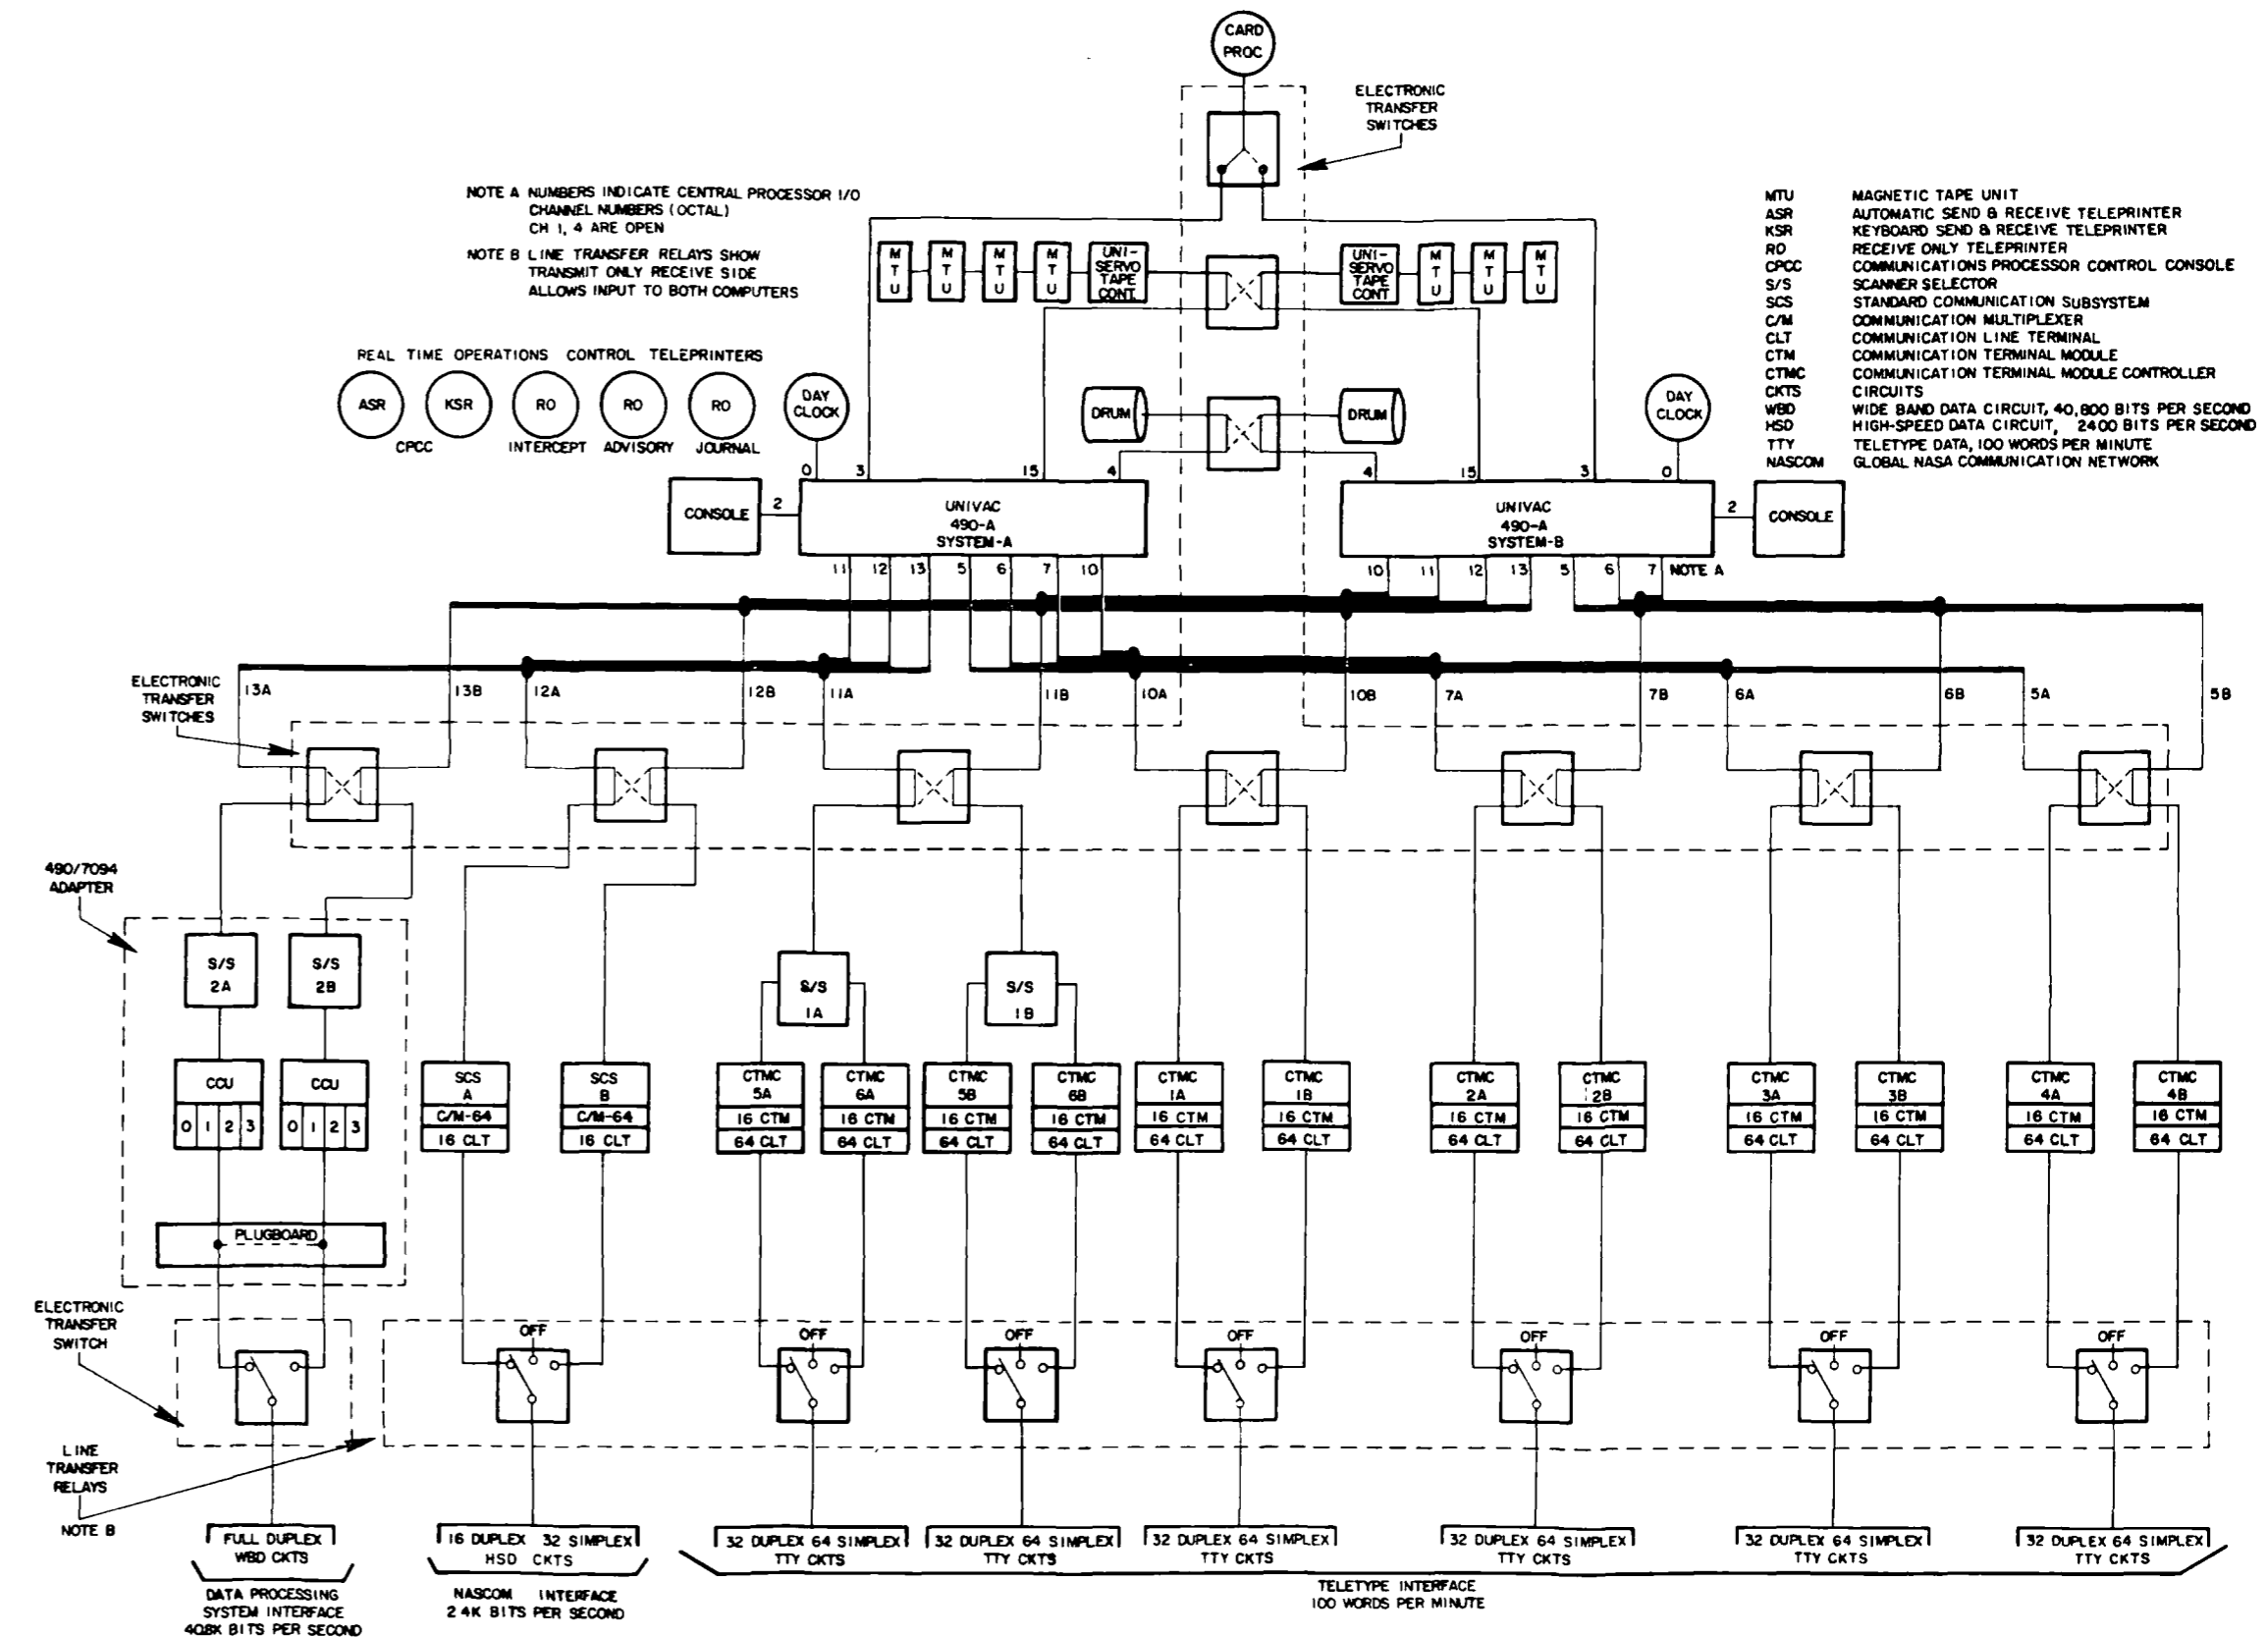 CARD
PROC
ELECTRONIC
TRANSFER
SWITCHES
NOTE A NUMBERS INDICATE CENTRAL PROCESSOR I/O
CHANNEL NUMBERS (OCTAL)
CH 1, 4 ARE OPEN
NOTE B LINE TRANSFER RELAYS SHOW
TRANSMIT ONLY RECEIVE SIDE
ALLOWS INPUT TO BOTH COMPUTERS
MTU MAGNETIC TAPE UNIT
ASR AUTOMATIC SEND & RECEIVE TELEPRINTER
KSR KEYBOARD SEND & RECEIVE TELEPRINTER
RO RECEIVE ONLY TELEPRINTER
CPCC COMMUNICATIONS PROCESSOR CONTROL CONSOLE
S/S SCANNER SELECTOR
SCS STANDARD COMMUNICATION SUBSYSTEM
C/M COMMUNICATION MULTIPLEXER
CLT COMMUNICATION LINE TERMINAL
CTM COMMUNICATION TERMINAL MODULE
CTMC COMMUNICATION TERMINAL MODULE CONTROLLER
CKTS CIRCUITS
WBD WIDE BAND DATA CIRCUIT, 40,800 BITS PER SECOND
HSD HIGH-SPEED DATA CIRCUIT, 2400 BITS PER SECOND
TTY TELETYPE DATA, 100 WORDS PER MINUTE
NASCOM GLOBAL NASA COMMUNICATION NETWORK
MTU
MTU
MTU
MTU
UNI-
SERVO
TAPE
CONT.
UNI-
SERVO
TAPE
CONT
MTU
MTU
MTU
REAL TIME OPERATIONS CONTROL TELEPRINTERS
ASR KSR RO RO RO
CPCC INTERCEPT ADVISORY JOURNAL
DAY
CLOCK
DRUM
DRUM
DAY
CLOCK
0 3 15 4
4 15 3 0
CONSOLE
2
UNIVAC
490-A
SYSTEM-A
UNIVAC
490-A
SYSTEM-B
2
CONSOLE
11 12 13 5 6 7 10
10 11 12 13 5 6 7 NOTE A
13A 13B 12A 12B 11A 11B 10A 10B 7A 7B 6A 6B 5A 5B
ELECTRONIC
TRANSFER
SWITCHES
490/7094
ADAPTER
S/S
2A
S/S
2B
S/S
1A
S/S
1B
CCU
0 1 2 3
CCU
0 1 2 3
SCS
A
C/M-64
16 CLT
SCS
B
C/M-64
16 CLT
CTMC
5A
16 CTM
64 CLT
CTMC
6A
16 CTM
64 CLT
CTMC
5B
16 CTM
64 CLT
CTMC
6B
16 CTM
64 CLT
CTMC
1A
16 CTM
64 CLT
CTMC
1B
16 CTM
64 CLT
CTMC
2A
16 CTM
64 CLT
CTMC
2B
16 CTM
64 CLT
CTMC
3A
16 CTM
64 CLT
CTMC
3B
16 CTM
64 CLT
CTMC
4A
16 CTM
64 CLT
CTMC
4B
16 CTM
64 CLT
PLUGBOARD
ELECTRONIC
TRANSFER
SWITCH
OFF OFF OFF OFF OFF OFF OFF
LINE
TRANSFER
RELAYS
NOTE B
FULL DUPLEX
WBD CKTS
16 DUPLEX 32 SIMPLEX
HSD CKTS
32 DUPLEX 64 SIMPLEX
TTY CKTS
32 DUPLEX 64 SIMPLEX
TTY CKTS
32 DUPLEX 64 SIMPLEX
TTY CKTS
32 DUPLEX 64 SIMPLEX
TTY CKTS
32 DUPLEX 64 SIMPLEX
TTY CKTS
32 DUPLEX 64 SIMPLEX
TTY CKTS
DATA PROCESSING
SYSTEM INTERFACE
40.8K BITS PER SECOND
NASCOM INTERFACE
2 4K BITS PER SECOND
TELETYPE INTERFACE
100 WORDS PER MINUTE